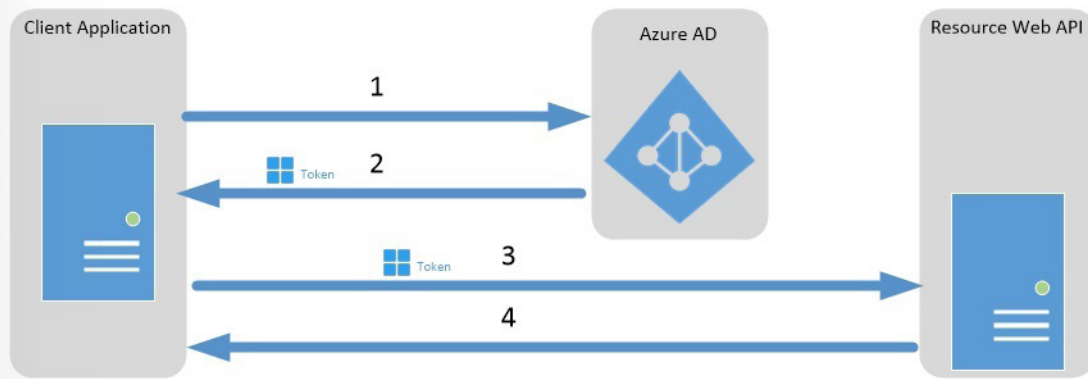 Client Application
Azure AD
Resource Web API
1
Token
2
Token
3
4